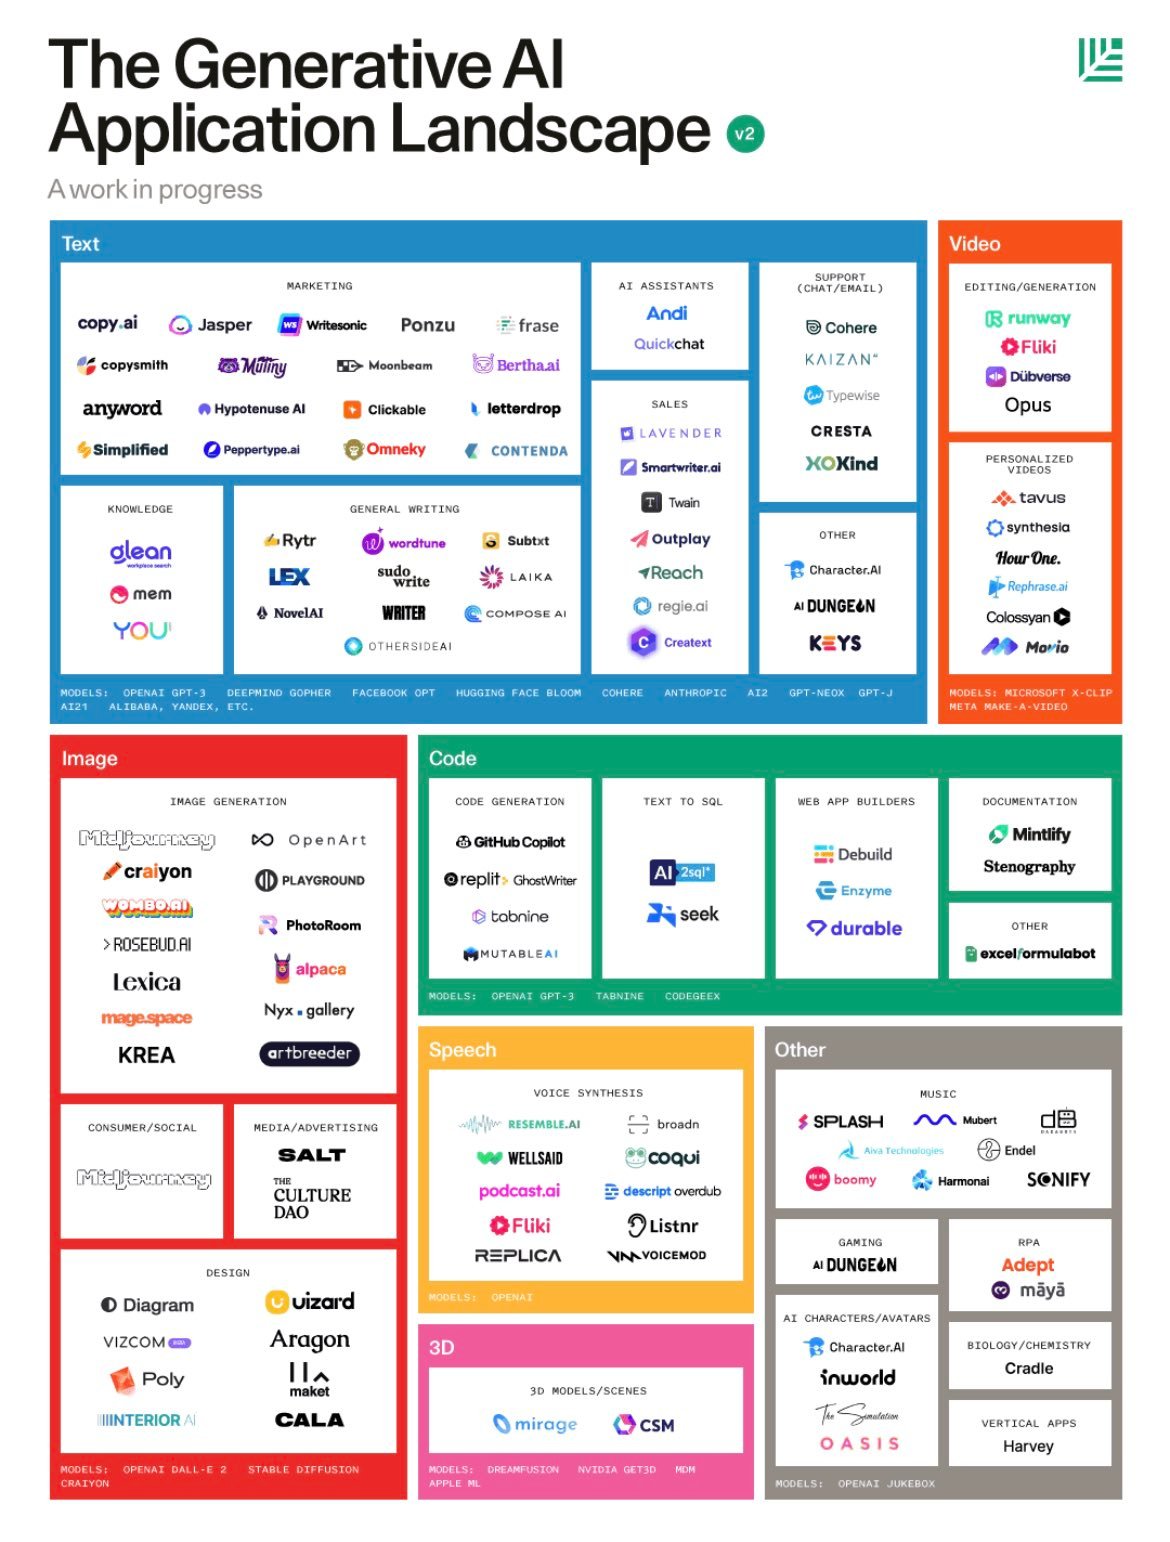 The Generative AI
Application Landscape v2
A work in progress
Text
MARKETING
copy.ai Jasper WS Writesonic Ponzu frase
copysmith Mutiny Moonbeam Bertha.ai
anyword Hypotenuse AI Clickable letterdrop
Simplified Peppertype.ai Omneky CONTENDA
KNOWLEDGE
glean
workplace search
mem
YOU
GENERAL WRITING
Rytr wordtune Subtxt
LEX sudo write LAIKA
NovelAI WRITER COMPOSE AI
OTHERSIDEAI
AI ASSISTANTS
Andi
Quickchat
SALES
LAVENDER
Smartwriter.ai
T Twain
Outplay
Reach
regie.ai
C Creatext
SUPPORT
(CHAT/EMAIL)
Cohere
KAIZAN
tw Typewise
CRESTA
XOKind
OTHER
Character.AI
AI DUNGEON
KEYS
MODELS: OPENAI GPT-3 DEEPMIND GOPHER FACEBOOK OPT HUGGING FACE BLOOM COHERE ANTHROPIC AI2 GPT-NEOX GPT-J
AI21 ALIBABA, YANDEX, ETC.
Video
EDITING/GENERATION
runway
Fliki
Dübverse
Opus
PERSONALIZED
VIDEOS
tavus
synthesia
Hour One.
Rephrase.ai
Colossyan
Movio
MODELS: MICROSOFT X-CLIP
META MAKE-A-VIDEO
Image
IMAGE GENERATION
Midjourney OpenArt
craiyon PLAYGROUND
WOMBO.AI PhotoRoom
>ROSEBUD.AI alpaca
Lexica Nyx.gallery
mage.space artbreeder
KREA
CONSUMER/SOCIAL
Midjourney
MEDIA/ADVERTISING
SALT
THE
CULTURE
DAO
DESIGN
Diagram uizard
VIZCOM Aragon
Poly maket
INTERIOR AI CALA
MODELS: OPENAI DALL-E 2 STABLE DIFFUSION
CRAIYON
Code
CODE GENERATION
GitHub Copilot
replit GhostWriter
tabnine
MUTABLEAI
TEXT TO SQL
AI 2sql*
seek
WEB APP BUILDERS
Debuild
Enzyme
durable
DOCUMENTATION
Mintlify
Stenography
OTHER
excelformulabot
MODELS: OPENAI GPT-3 TABNINE CODEGEEX
Speech
VOICE SYNTHESIS
RESEMBLE.AI broadn
WELLSAID coqui
podcast.ai descript overdub
Fliki Listnr
REPLICA VOICEMOD
MODELS: OPENAI
3D
3D MODELS/SCENES
mirage CSM
MODELS: DREAMFUSION NVIDIA GET3D MDM
APPLE ML
Other
MUSIC
SPLASH Mubert
Aiva Technologies Endel
boomy Harmonai SONIFY
GAMING
AI DUNGEON
RPA
Adept
māyā
AI CHARACTERS/AVATARS
Character.AI
inworld
The Simulation
OASIS
BIOLOGY/CHEMISTRY
Cradle
VERTICAL APPS
Harvey
MODELS: OPENAI JUKEBOX